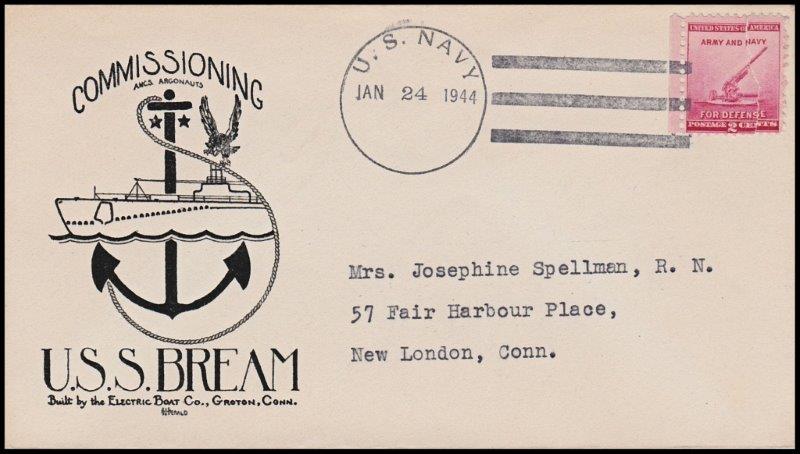 COMMISSIONING
AMCS. ARGONAUTS
U.S.S. BREAM
Built by the ELECTRIC BOAT CO., GROTON, CONN.
U. S. NAVY
JAN 24 1944
UNITED STATES OF AMERICA
ARMY AND NAVY
FOR DEFENSE
POSTAGE 2 CENTS
Mrs. Josephine Spellman, R. N.
57 Fair Harbour Place,
New London, Conn.